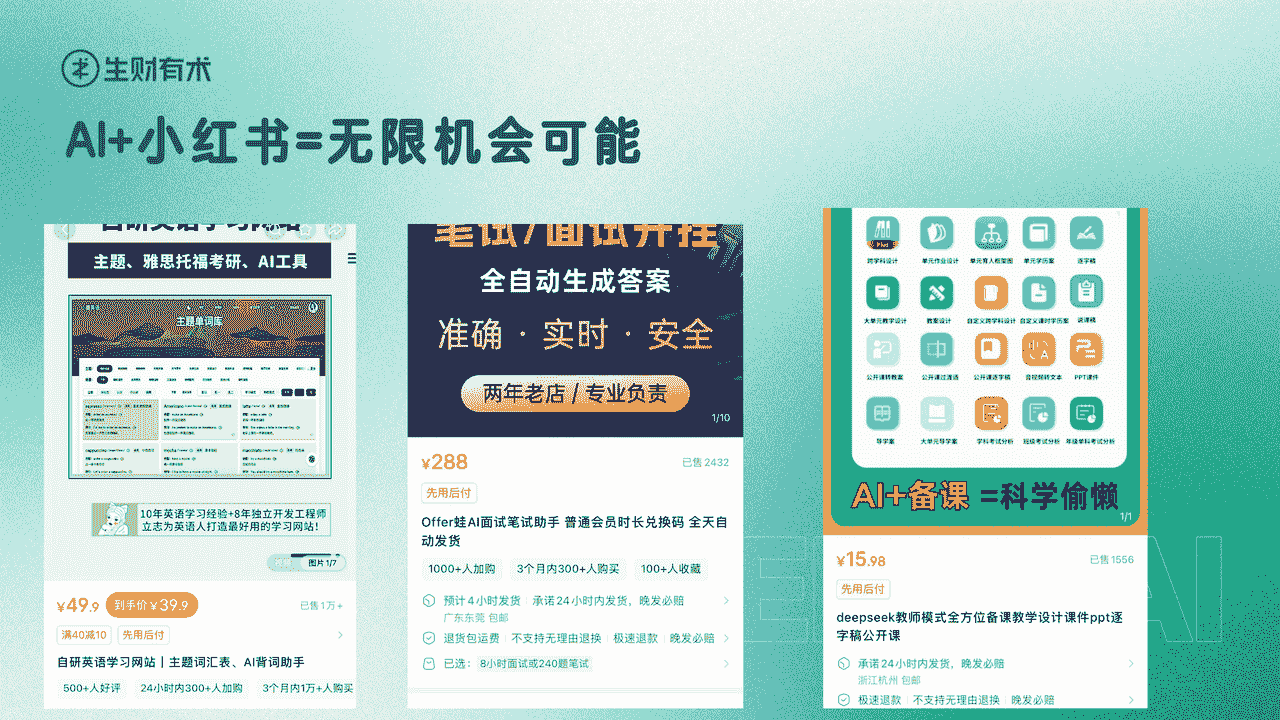 生财有术
AI+小红书=无限机会可能
自研英语学习网站
主题、雅思托福考研、AI工具
主题单词库
10年英语学习经验+8年独立开发工程师
立志为英语人打造最好用的学习网站!
图片1/7
¥49.9 到手价¥39.9
已售1万+
满40减10 先用后付
自研英语学习网站|主题词汇表、AI背词助手
500+人好评 24小时内300+人加购 3个月内1万+人购买
笔试/面试开挂
全自动生成答案
准确 · 实时 · 安全
两年老店 / 专业负责
1/10
¥288
已售2432
先用后付
Offer蛙AI面试笔试助手 普通会员时长兑换码 全天自
动发货
1000+人加购 3个月内300+人购买 100+人收藏
预计4小时发货 承诺24小时内发货,晚发必赔
广东东莞 包邮
退货包运费 不支持无理由退换 极速退款 晚发必赔
已选: 8小时面试或240题笔试
跨学科设计 单元作业设计 单元育人框架图 单元学历案 逐字稿
大单元教学设计 教案设计 自定义跨学科设计 自定义课时学历案 说课稿
公开课转教案 公开课过渡语 公开课逐字稿 音视频转文本 PPT课件
导学案 大单元导学案 学科考试分析 班级考试分析 年级单科考试分析
AI+备课 =科学偷懒
1/1
¥15.98
已售1556
先用后付
deepseek教师模式全方位备课教学设计课件ppt逐
字稿公开课
承诺24小时内发货,晚发必赔
浙江杭州 包邮
极速退款 不支持无理由退换 晚发必赔